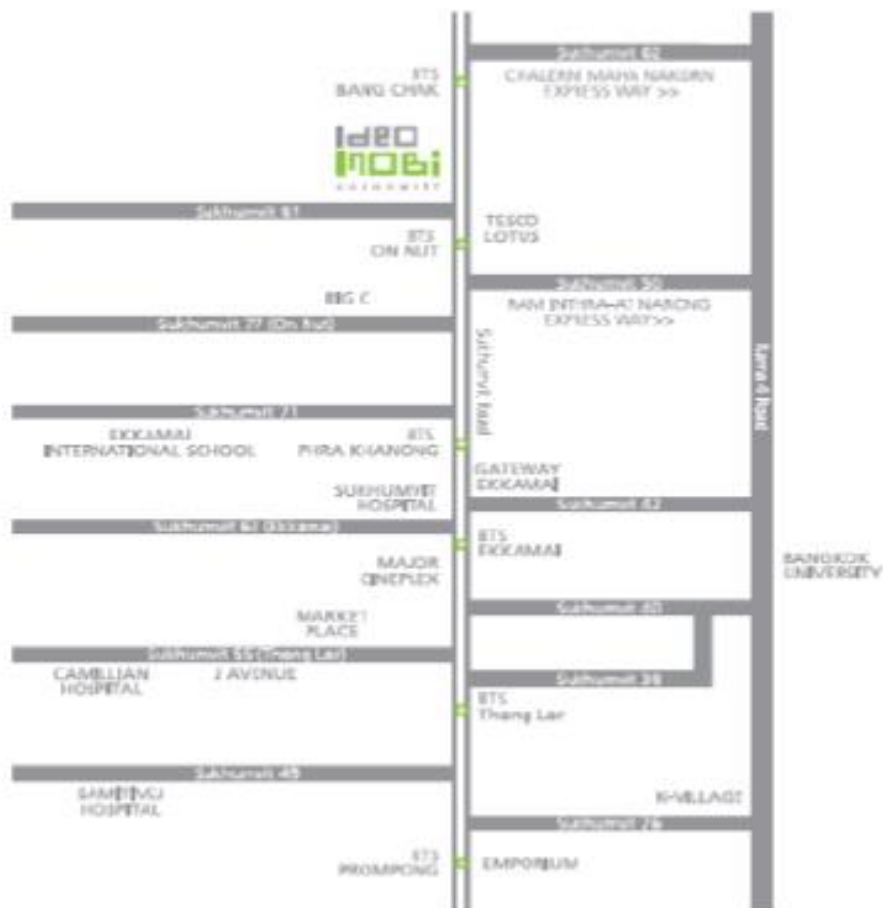 Sukhumvit 62
BTS
BANG CHAK
CHALERM MAHA NAKORN
EXPRESS WAY >>
Ideo
Mobi
Sukhumvit 81
BTS
ON NUT
TESCO
LOTUS
BIG C
Sukhumvit 50
RAM INTHRA-AT NARONG
EXPRESS WAY>>
Sukhumvit 77 (On Nut)
Sukhumvit Road
Rama 4 Road
Sukhumvit 71
EKKAMAI
INTERNATIONAL SCHOOL
BTS
PHRA KHANONG
GATEWAY
EKKAMAI
SUKHUMVIT
HOSPITAL
Sukhumvit 42
Sukhumvit 63 (Ekkamai)
BTS
EKKAMAI
MAJOR
CINEPLEX
BANGKOK
UNIVERSITY
Sukhumvit 40
MARKET
PLACE
Sukhumvit 55 (Thong Lor)
CAMILLIAN
HOSPITAL
J AVENUE
Sukhumvit 38
BTS
Thong Lor
Sukhumvit 49
SAMITIVEJ
HOSPITAL
K-VILLAGE
Sukhumvit 26
BTS
PROMPONG
EMPORIUM